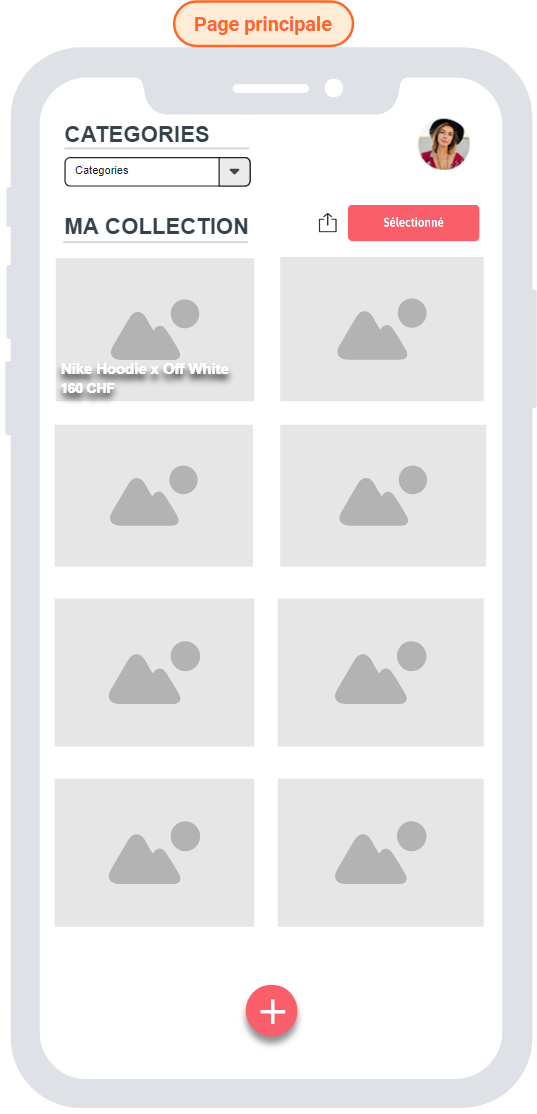 Page principale
CATEGORIES
Categories
MA COLLECTION
Sélectionné
Nike Hoodie x Off White
160 CHF